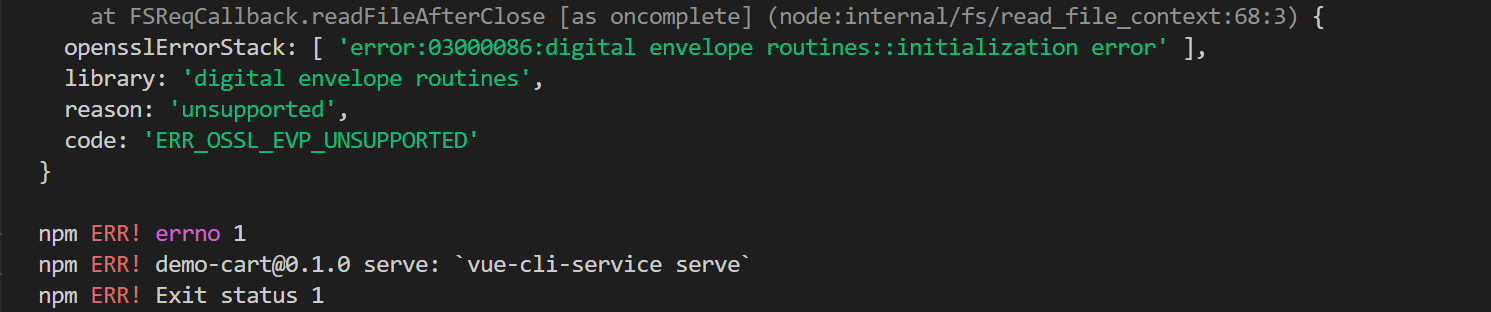 at FSReqCallback.readFileAfterClose [as oncomplete] (node:internal/fs/read_file_context:68:3) {
opensslErrorStack: [ 'error:03000086:digital envelope routines::initialization error' ],
library: 'digital envelope routines',
reason: 'unsupported',
code: 'ERR_OSSL_EVP_UNSUPPORTED'
}
npm ERR! errno 1
npm ERR! demo-cart@0.1.0 serve: `vue-cli-service serve`
npm ERR! Exit status 1